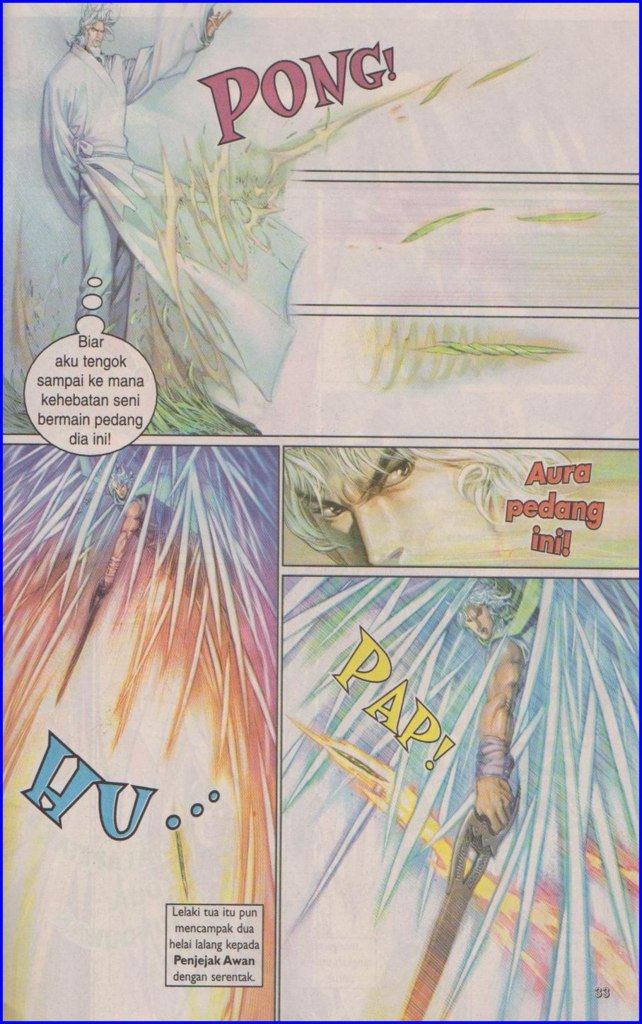 PONG!
Biar
aku tengok
sampai ke mana
kehebatan seni
bermain pedang
dia ini!
Aura
pedang
ini!
HU...
Lelaki tua itu pun
mencampak dua
helai lalang kepada
Penjejak Awan
dengan serentak.
PAP!
33